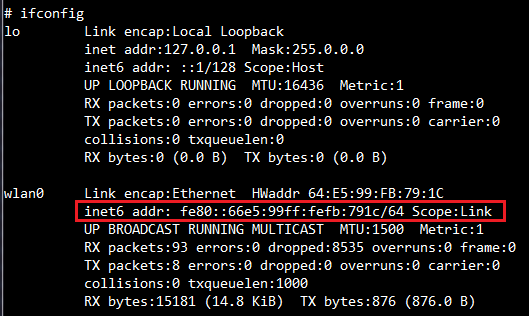 # ifconfig
lo Link encap:Local Loopback
inet addr:127.0.0.1 Mask:255.0.0.0
inet6 addr: ::1/128 Scope:Host
UP LOOPBACK RUNNING MTU:16436 Metric:1
RX packets:0 errors:0 dropped:0 overruns:0 frame:0
TX packets:0 errors:0 dropped:0 overruns:0 carrier:0
collisions:0 txqueuelen:0
RX bytes:0 (0.0 B) TX bytes:0 (0.0 B)
wlan0 Link encap:Ethernet HWaddr 64:E5:99:FB:79:1C
inet6 addr: fe80::66e5:99ff:fefb:791c/64 Scope:Link
UP BROADCAST RUNNING MULTICAST MTU:1500 Metric:1
RX packets:93 errors:0 dropped:8535 overruns:0 frame:0
TX packets:8 errors:0 dropped:0 overruns:0 carrier:0
collisions:0 txqueuelen:1000
RX bytes:15181 (14.8 KiB) TX bytes:876 (876.0 B)